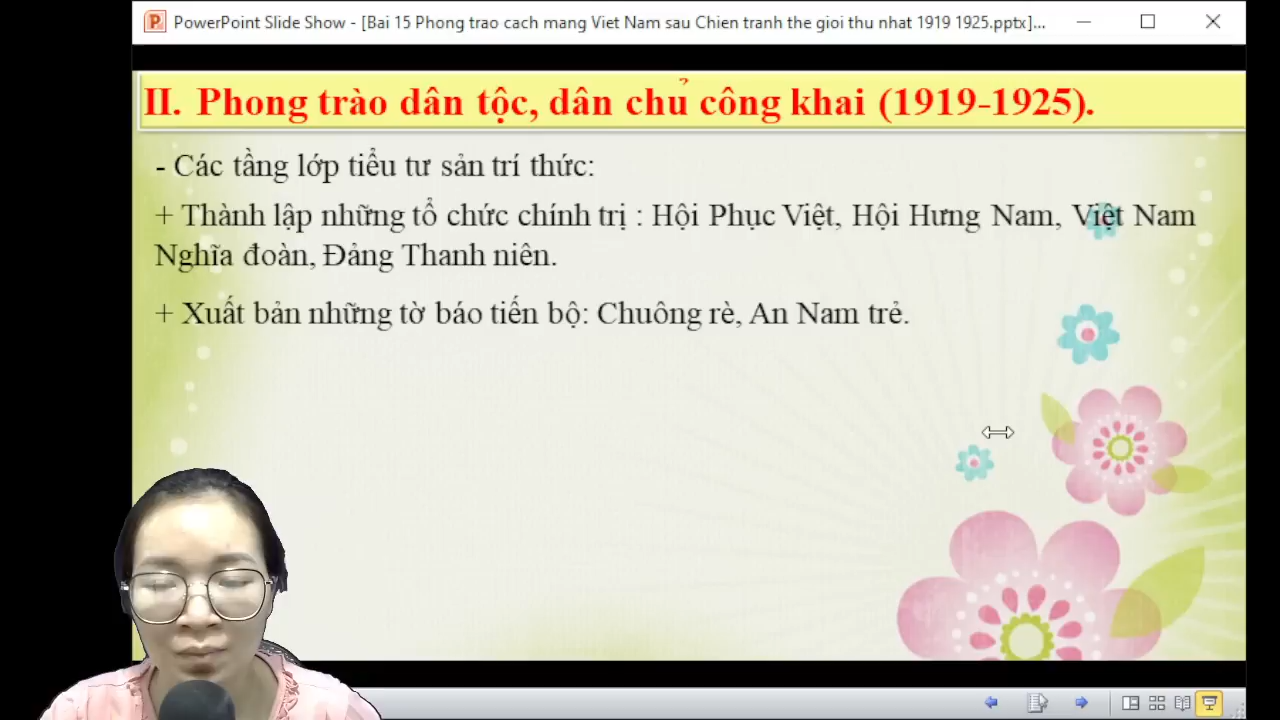 PowerPoint Slide Show - [Bai 15 Phong trao cach mang Viet Nam sau Chien tranh the gioi thu nhat 1919 1925.pptx]...
II. Phong trào dân tộc, dân chủ công khai (1919-1925).
- Các tầng lớp tiểu tư sản trí thức:
+ Thành lập những tổ chức chính trị : Hội Phục Việt, Hội Hưng Nam, Việt Nam
Nghĩa đoàn, Đảng Thanh niên.
+ Xuất bản những tờ báo tiến bộ: Chuông rè, An Nam trẻ.